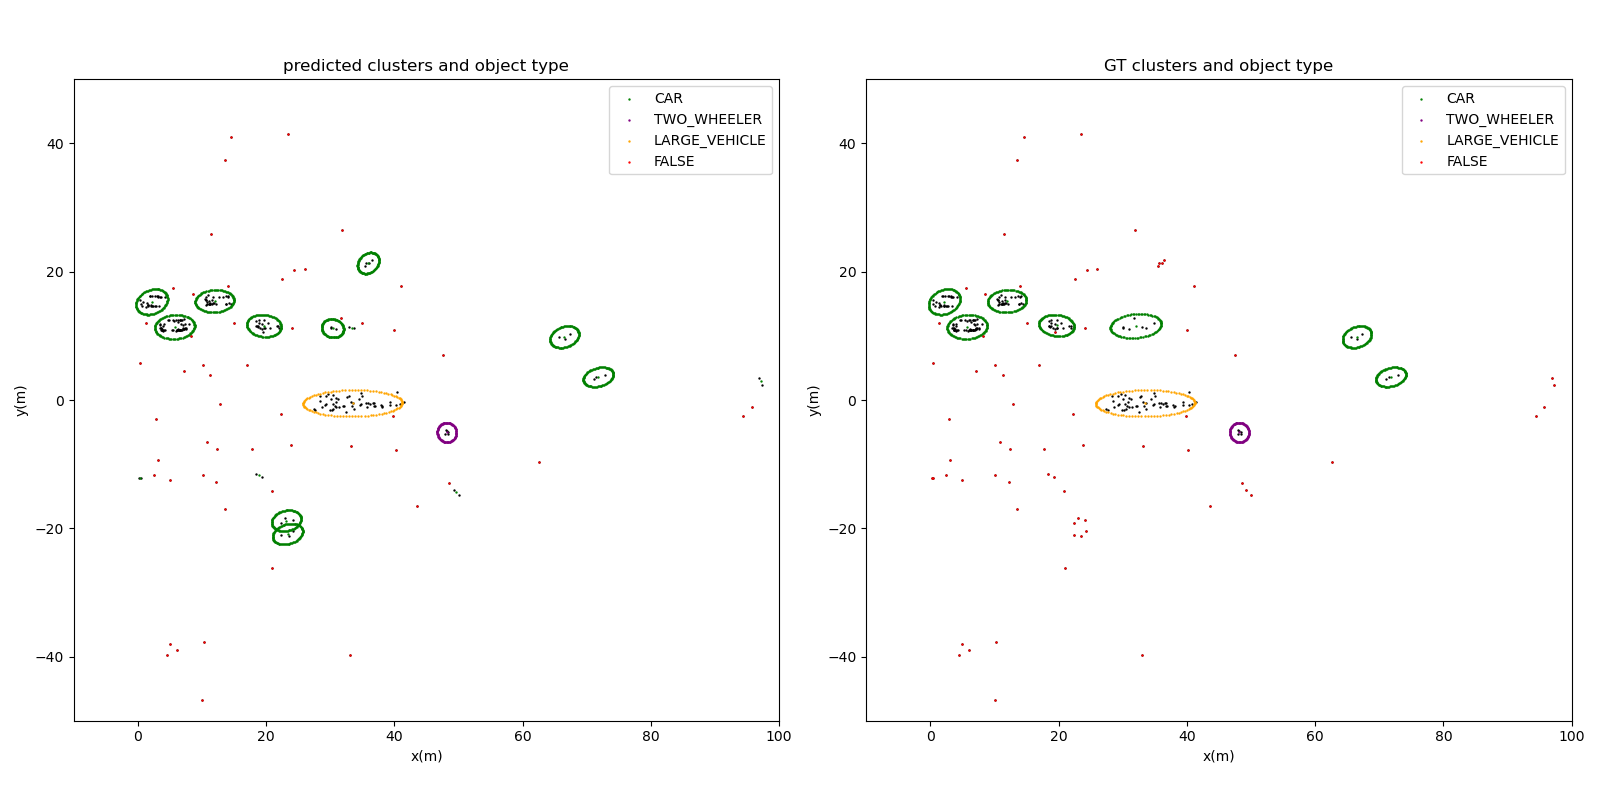 predicted clusters and object type
CAR
TWO_WHEELER
LARGE_VEHICLE
FALSE
40
20
0
−20
−40
y(m)
0
20
40
60
80
100
x(m)
GT clusters and object type
CAR
TWO_WHEELER
LARGE_VEHICLE
FALSE
40
20
0
−20
−40
y(m)
0
20
40
60
80
100
x(m)